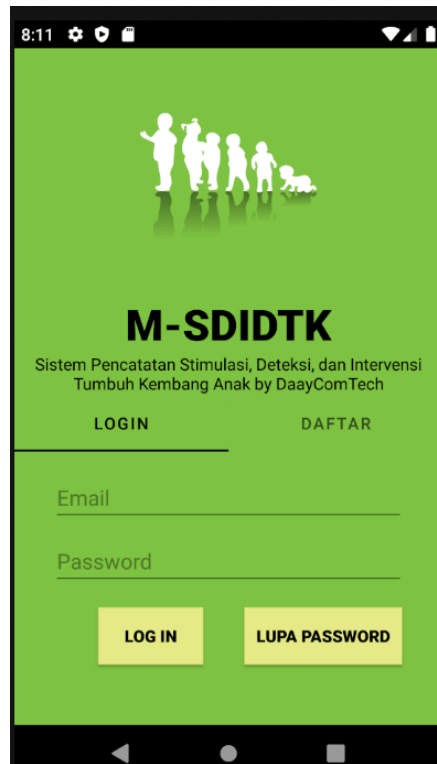 8:11
M-SDIDTK
Sistem Pencatatan Stimulasi, Deteksi, dan Intervensi
Tumbuh Kembang Anak by DaayComTech
LOGIN DAFTAR
Email
Password
LOG IN LUPA PASSWORD